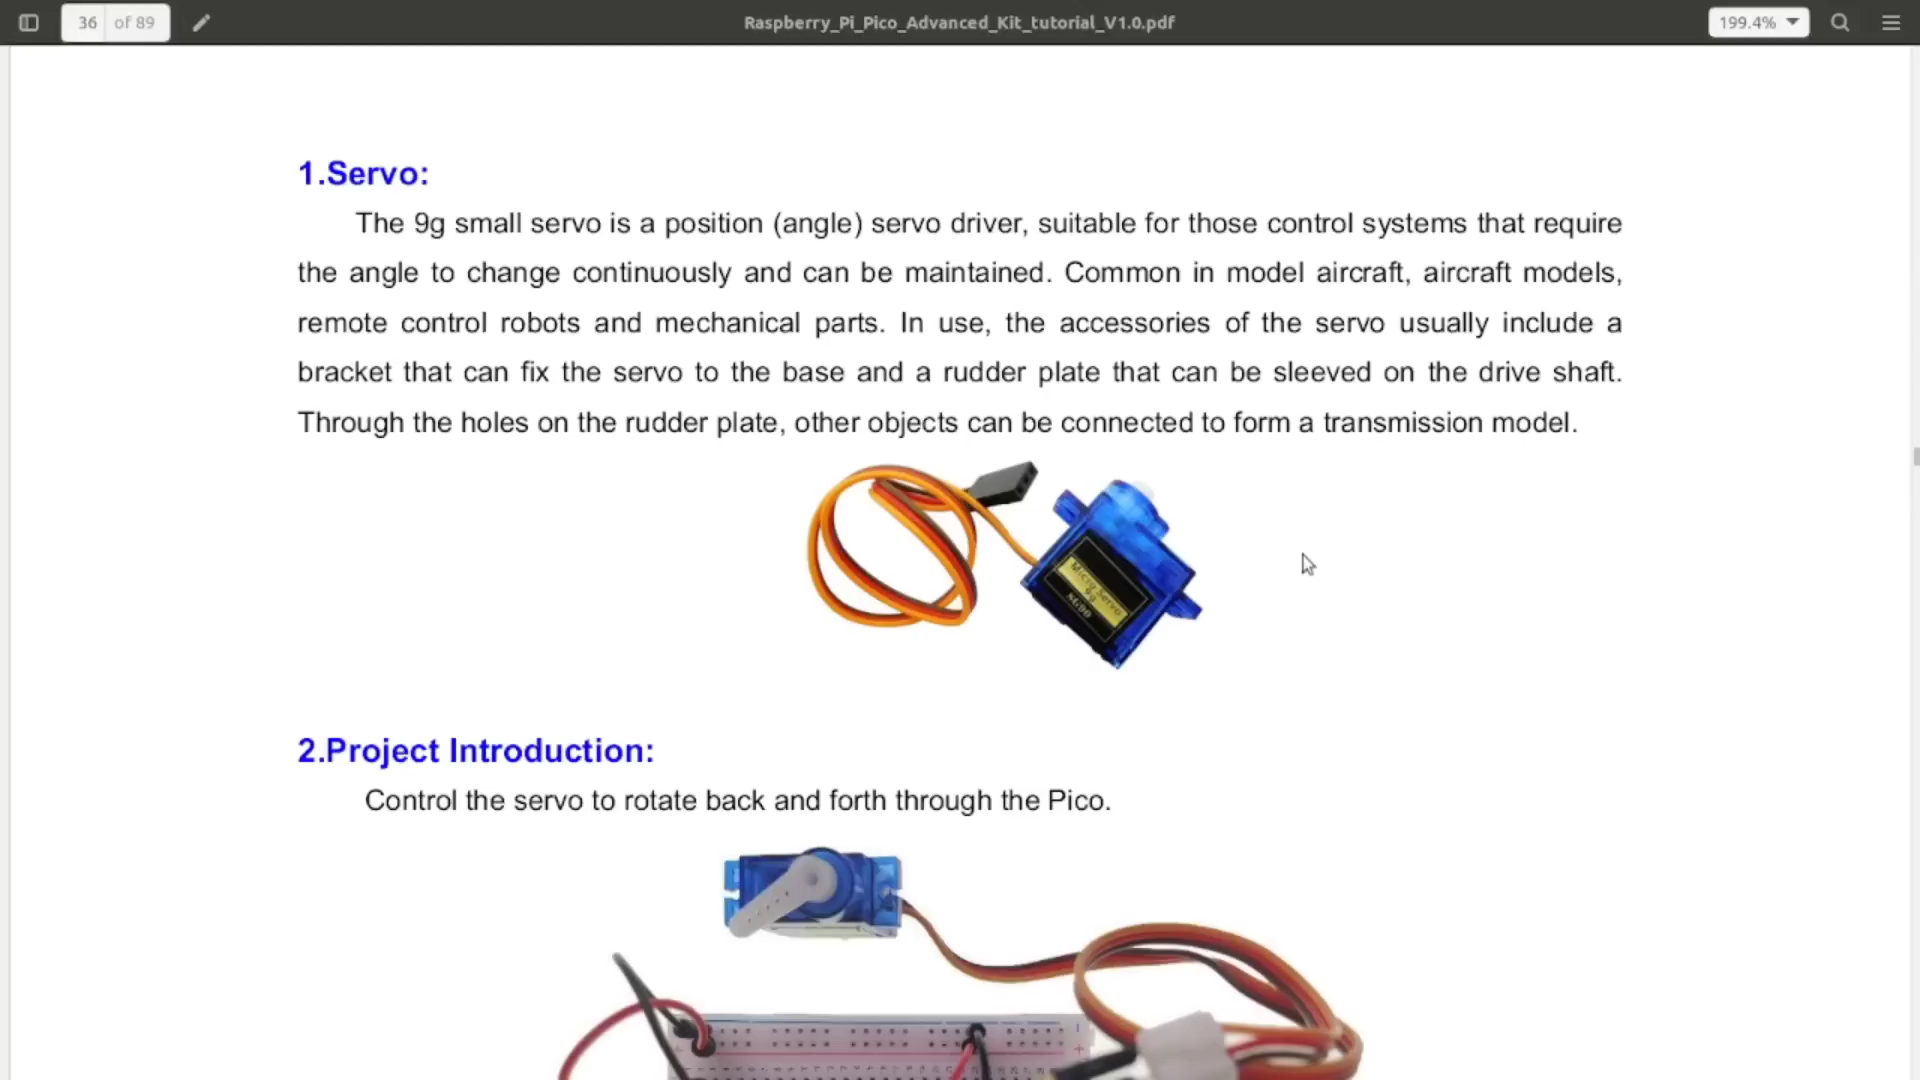 36 of 89
Raspberry_Pi_Pico_Advanced_Kit_tutorial_V1.0.pdf
199.4%
1.Servo:
The 9g small servo is a position (angle) servo driver, suitable for those control systems that require
the angle to change continuously and can be maintained. Common in model aircraft, aircraft models,
remote control robots and mechanical parts. In use, the accessories of the servo usually include a
bracket that can fix the servo to the base and a rudder plate that can be sleeved on the drive shaft.
Through the holes on the rudder plate, other objects can be connected to form a transmission model.
Micro Servo
9g
SG90
2.Project Introduction:
Control the servo to rotate back and forth through the Pico.